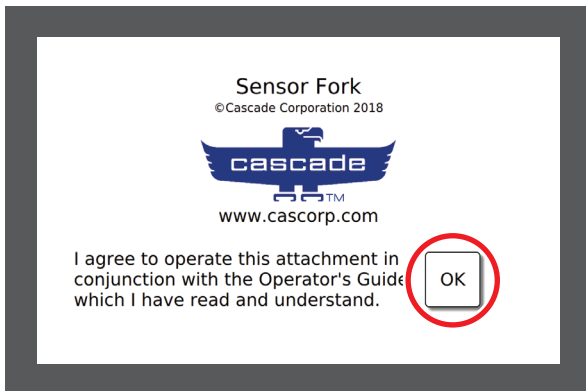 Sensor Fork
©Cascade Corporation 2018
cascade
TM
www.cascorp.com
I agree to operate this attachment in
conjunction with the Operator's Guide
which I have read and understand.
OK